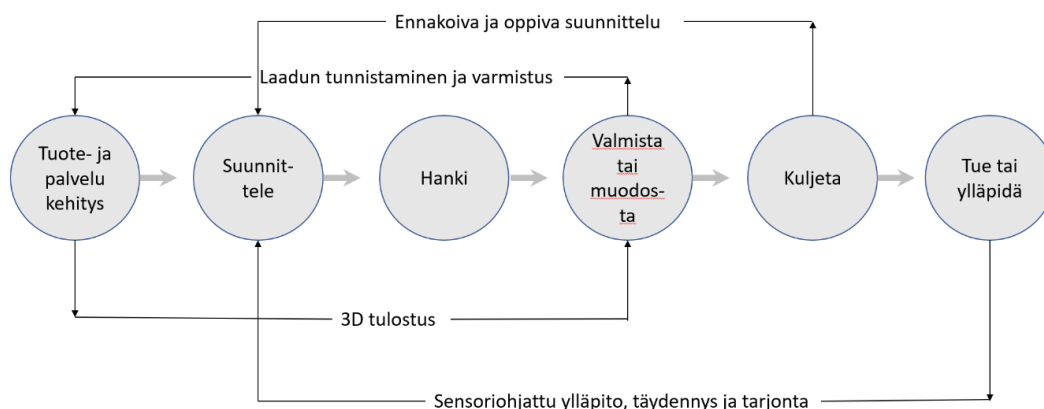 Ennakoiva ja oppiva suunnittelu
Laadun tunnistaminen ja varmistus
Tuote- ja
palvelu
kehitys
Suunnit-
tele
Hanki
Valmista
tai
muodos-
ta
Kuljeta
Tue tai
ylläpidä
3D tulostus
Sensoriohjattu ylläpito, täydennys ja tarjonta